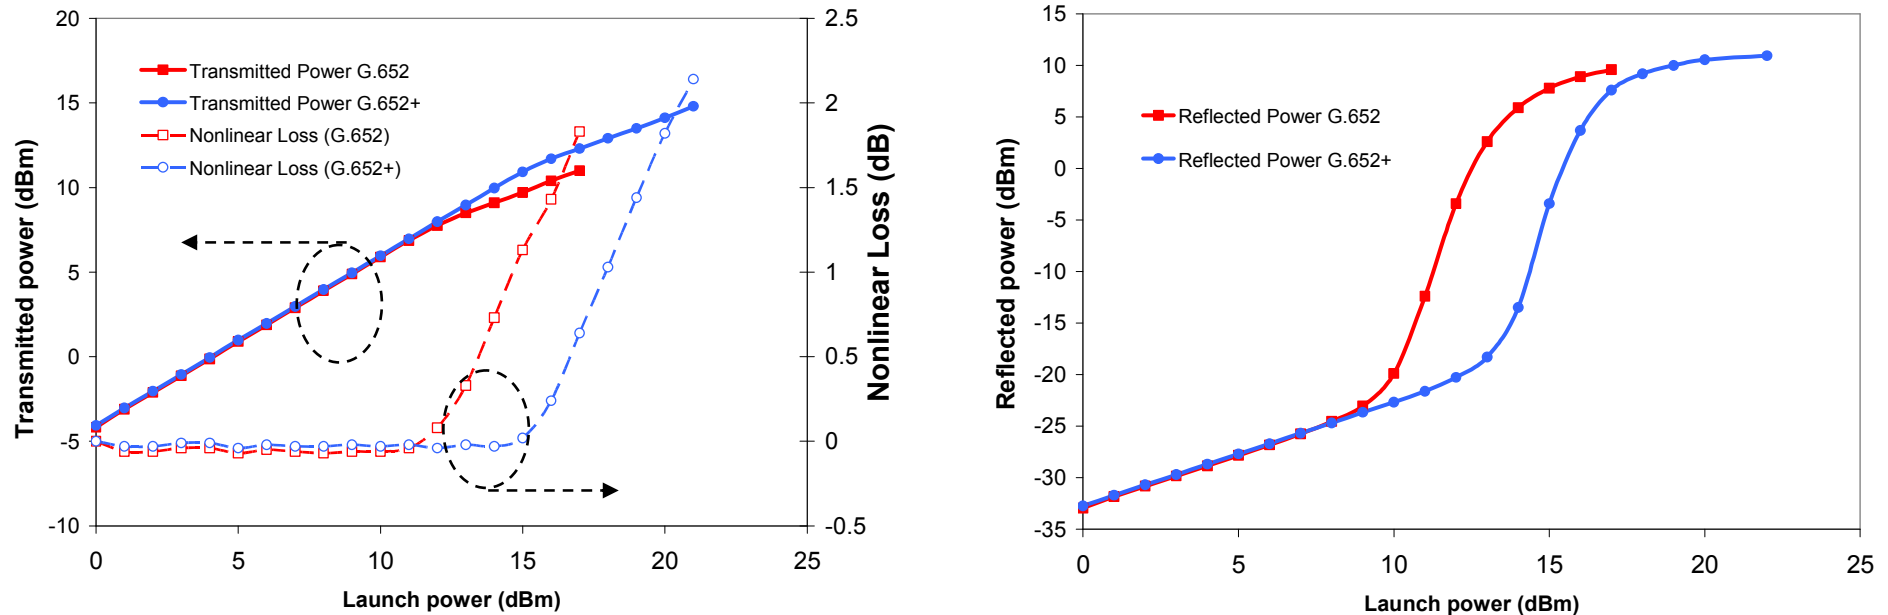 20
15
10
5
0
-5
-10
Transmitted power (dBm)
Transmitted Power G.652
Transmitted Power G.652+
Nonlinear Loss (G.652)
Nonlinear Loss (G.652+)
2.5
2
1.5
1
0.5
0
-0.5
Nonlinear Loss (dB)
0 5 10 15 20 25
Launch power (dBm)
15
10
5
0
-5
-10
-15
-20
-25
-30
-35
Reflected power (dBm)
Reflected Power G.652
Reflected Power G.652+
0 5 10 15 20 25
Launch power (dBm)